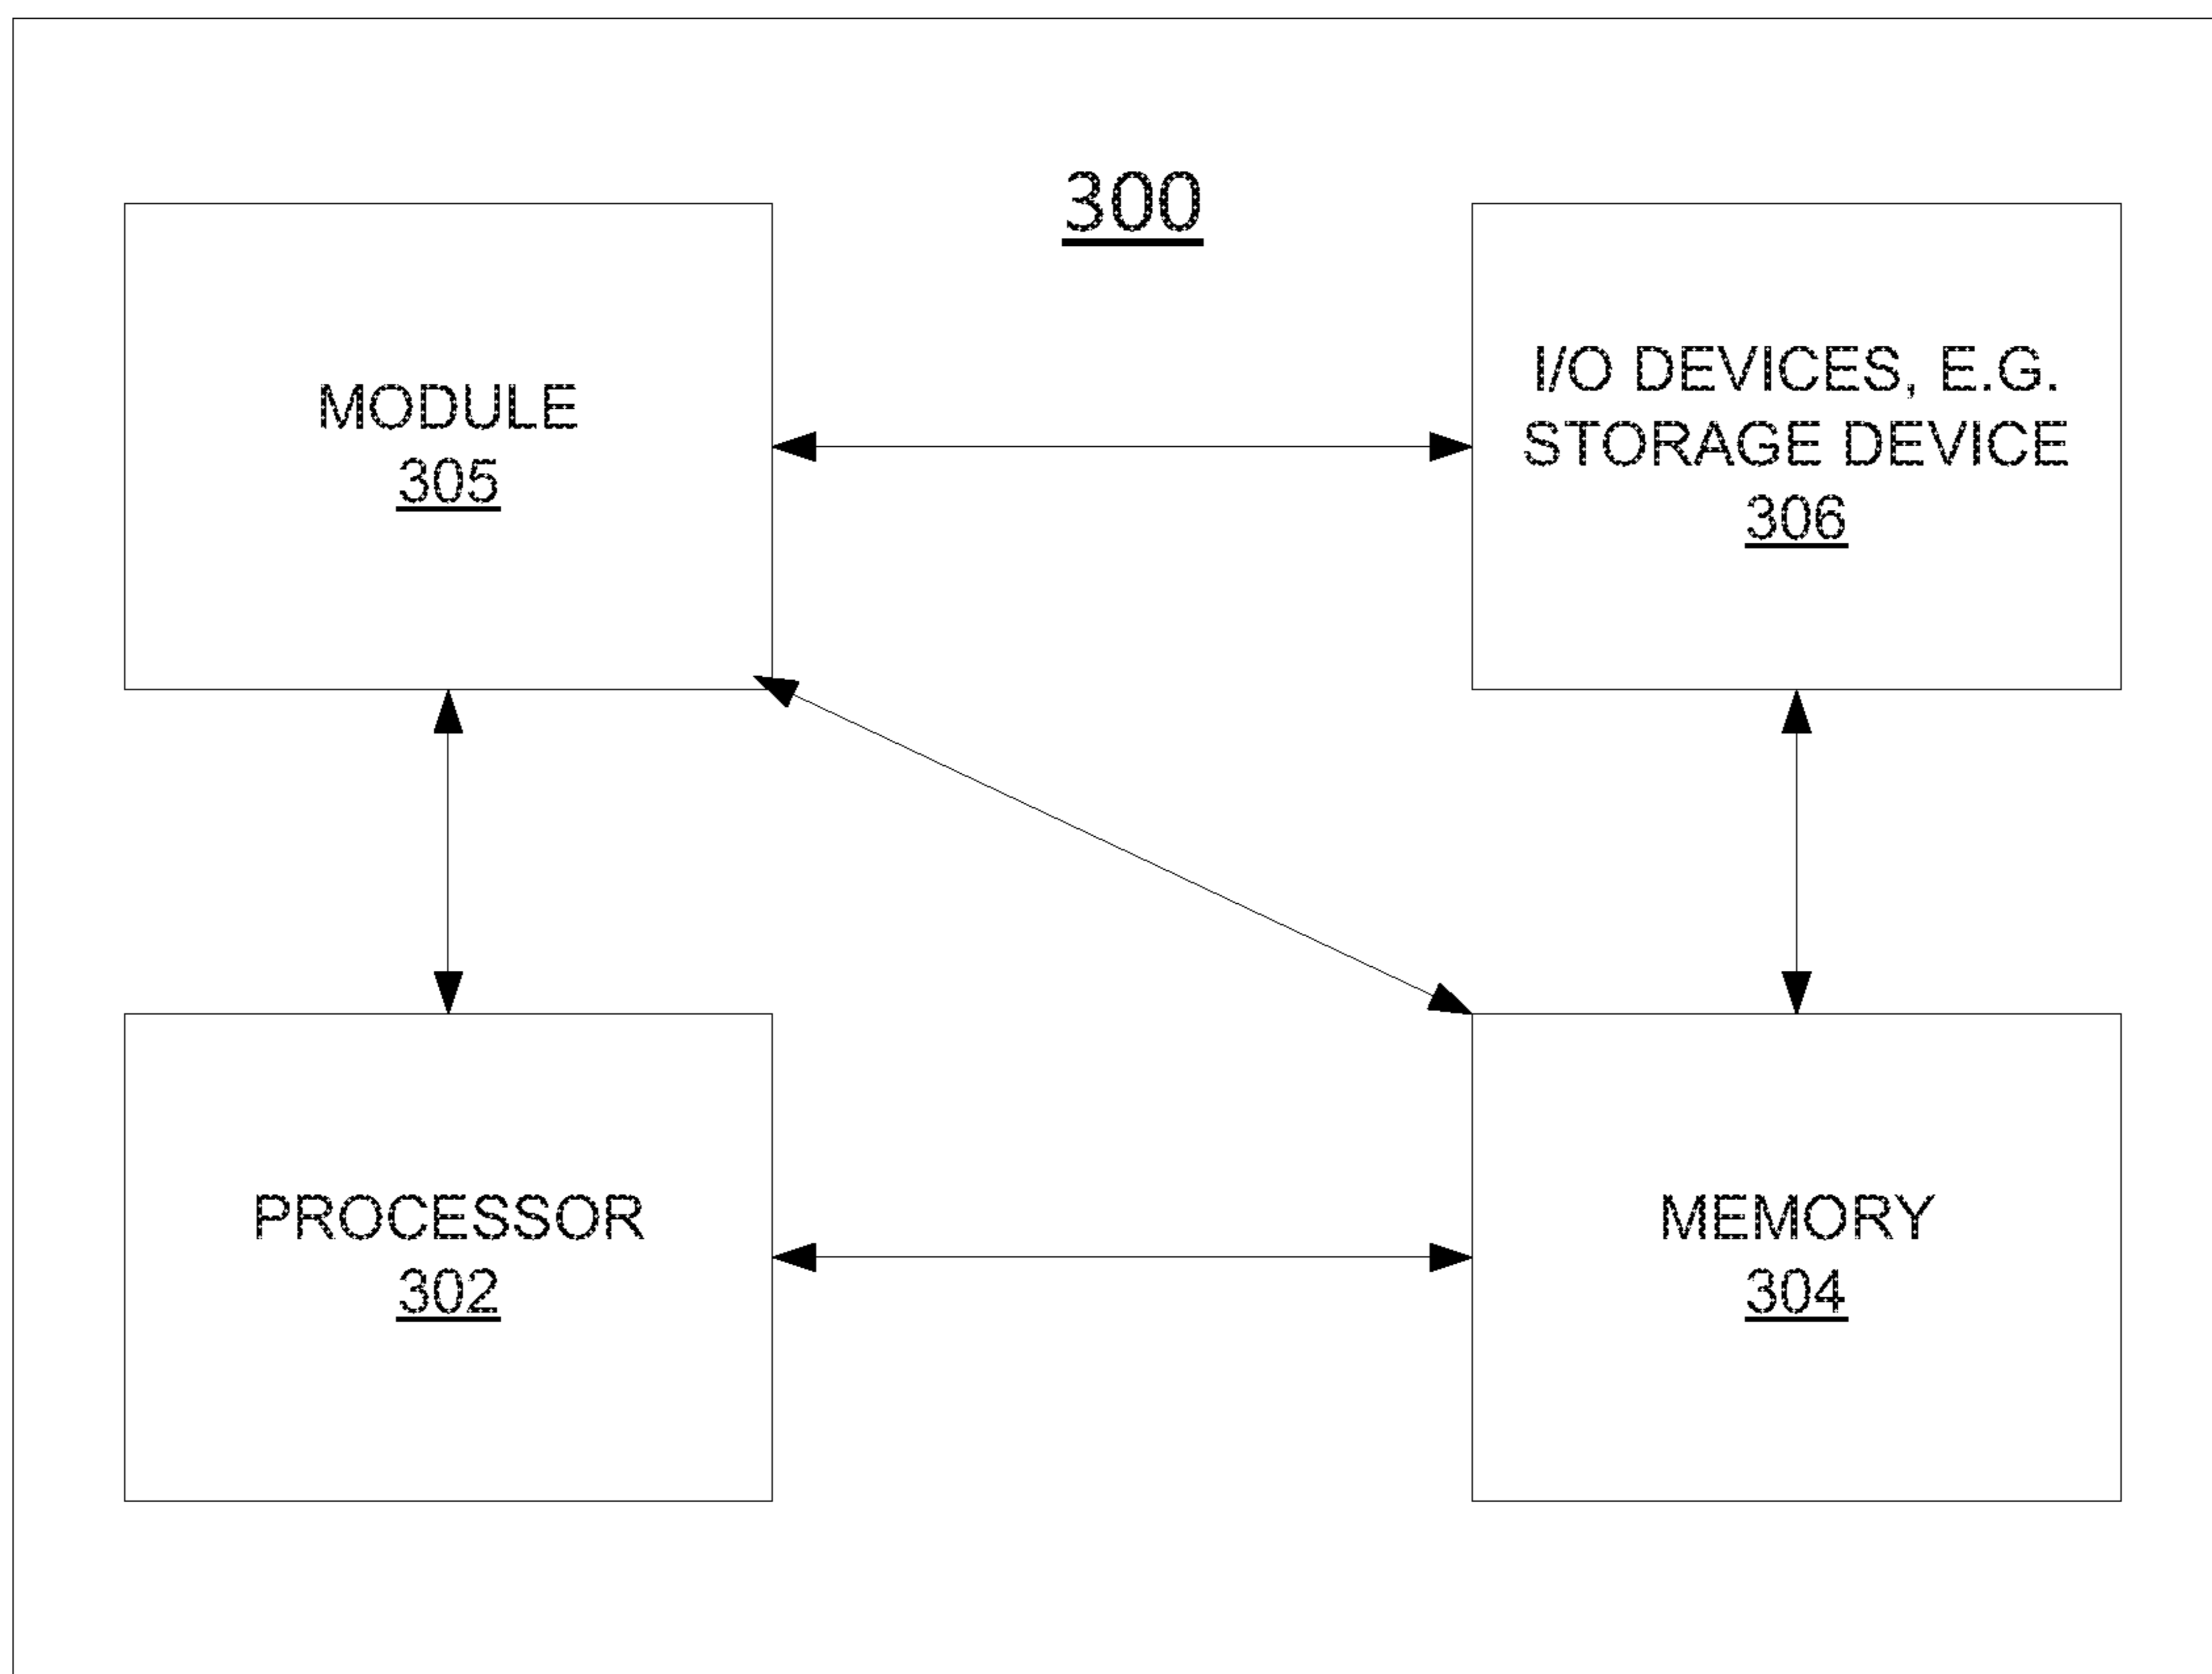 300
MODULE
305
I/O DEVICES, E.G.
STORAGE DEVICE
306
PROCESSOR
302
MEMORY
304